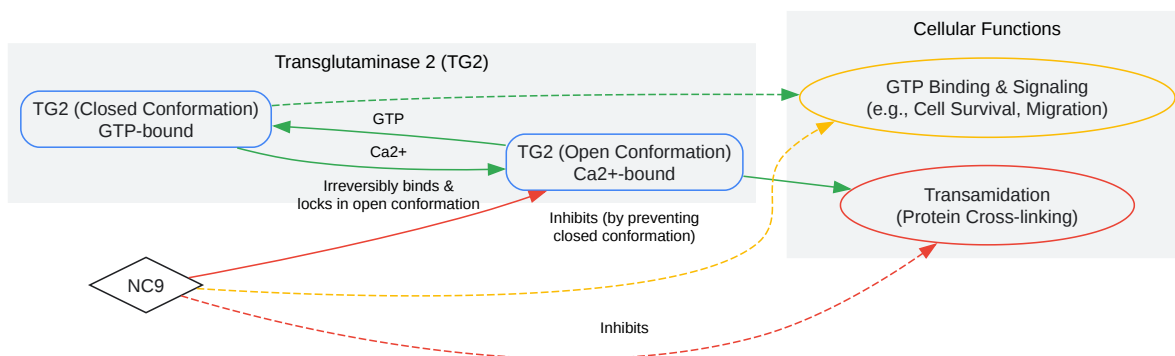 Cellular Functions
Transglutaminase 2 (TG2)
TG2 (Closed Conformation)
GTP-bound
GTP Binding & Signaling
(e.g., Cell Survival, Migration)
GTP
Ca2+
TG2 (Open Conformation)
Ca2+-bound
Irreversibly binds &
locks in open conformation
Transamidation
(Protein Cross-linking)
Inhibits (by preventing
closed conformation)
NC9
Inhibits